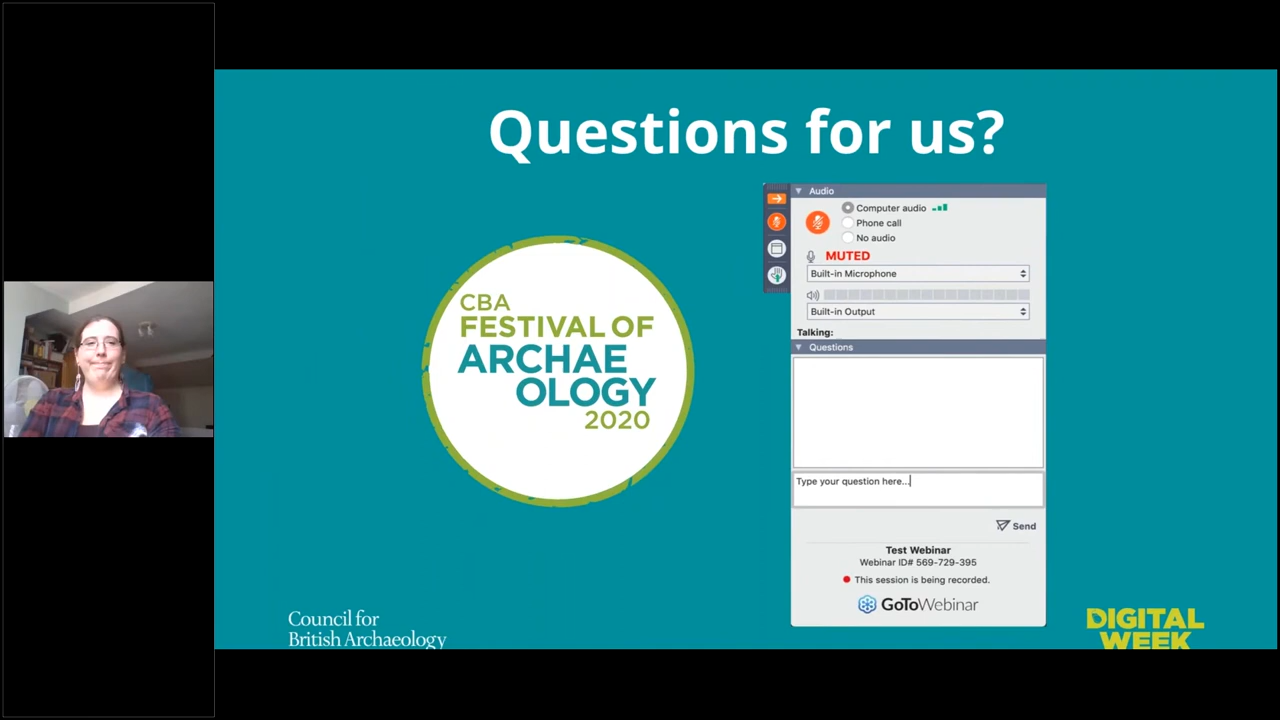 Questions for us?
CBA
FESTIVAL OF
ARCHAE
OLOGY
2020
Audio
Computer audio
Phone call
No audio
MUTED
Built-in Microphone
Built-in Output
Talking:
Questions
Type your question here...
Send
Test Webinar
Webinar ID# 569-729-395
This session is being recorded.
GoToWebinar
Council for
British Archaeology
DIGITAL
WEEK